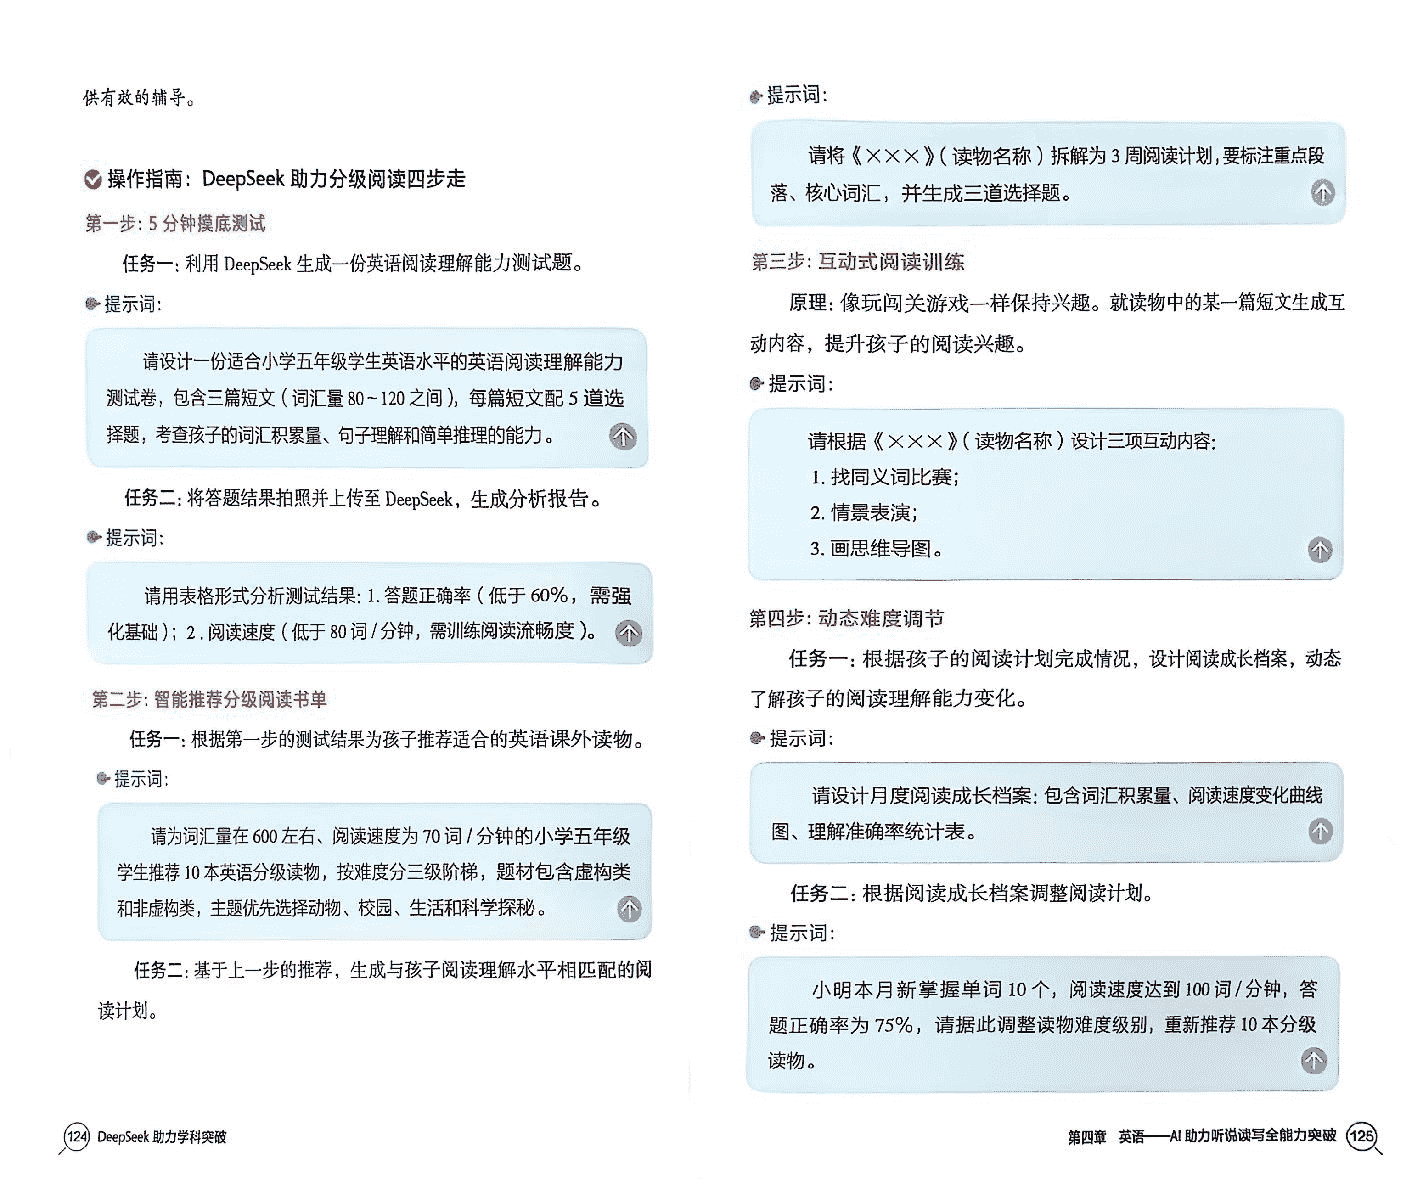 供有效的辅导。
操作指南：DeepSeek 助力分级阅读四步走
第一步：5 分钟摸底测试
任务一：利用 DeepSeek 生成一份英语阅读理解能力测试题。
提示词：
请设计一份适合小学五年级学生英语水平的英语阅读理解能力
测试卷，包含三篇短文（词汇量 80～120 之间），每篇短文配 5 道选
择题，考查孩子的词汇积累量、句子理解和简单推理的能力。
任务二：将答题结果拍照并上传至 DeepSeek，生成分析报告。
提示词：
请用表格形式分析测试结果：1. 答题正确率（低于 60%，需强
化基础）；2 . 阅读速度（低于 80 词 / 分钟，需训练阅读流畅度）。
第二步：智能推荐分级阅读书单
任务一：根据第一步的测试结果为孩子推荐适合的英语课外读物。
提示词：
请为词汇量在 600 左右、阅读速度为 70 词 / 分钟的小学五年级
学生推荐 10 本英语分级读物，按难度分三级阶梯，题材包含虚构类
和非虚构类，主题优先选择动物、校园、生活和科学探秘。
任务二：基于上一步的推荐，生成与孩子阅读理解水平相匹配的阅
读计划。
124 DeepSeek 助力学科突破
提示词：
请将《×××》（读物名称）拆解为 3 周阅读计划，要标注重点段
落、核心词汇，并生成三道选择题。
第三步：互动式阅读训练
原理：像玩闯关游戏一样保持兴趣。就读物中的某一篇短文生成互
动内容，提升孩子的阅读兴趣。
提示词：
请根据《×××》（读物名称）设计三项互动内容：
1. 找同义词比赛；
2. 情景表演；
3. 画思维导图。
第四步：动态难度调节
任务一：根据孩子的阅读计划完成情况，设计阅读成长档案，动态
了解孩子的阅读理解能力变化。
提示词：
请设计月度阅读成长档案：包含词汇积累量、阅读速度变化曲线
图、理解准确率统计表。
任务二：根据阅读成长档案调整阅读计划。
提示词：
小明本月新掌握单词 10 个，阅读速度达到 100 词 / 分钟，答
题正确率为 75%，请据此调整读物难度级别，重新推荐 10 本分级
读物。
第四章 英语——AI 助力听说读写全能力突破 125